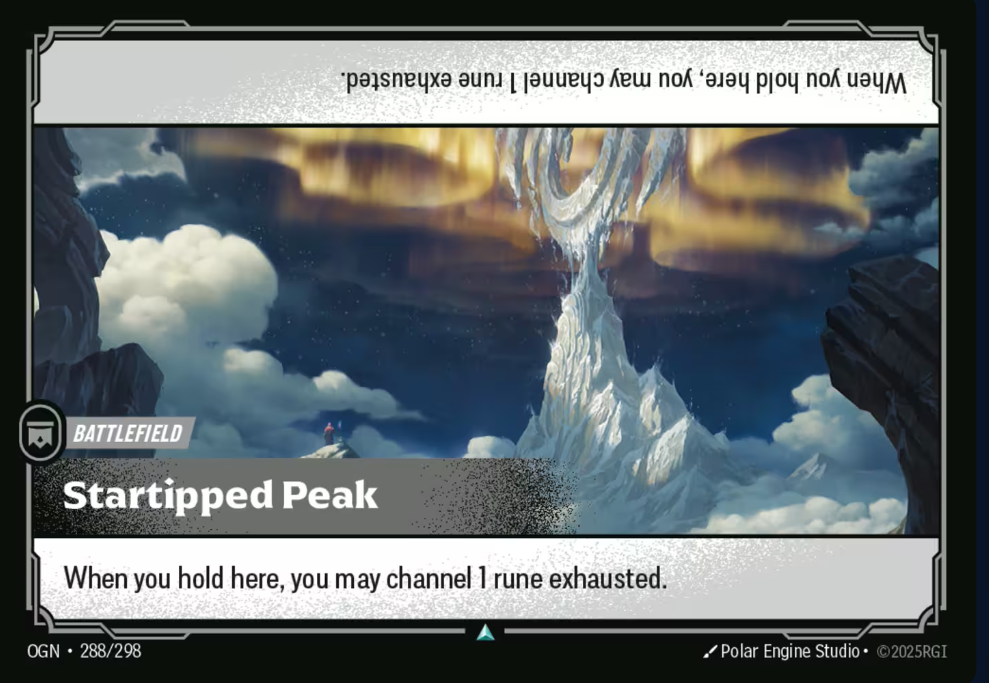 When you hold here, you may channel 1 rune exhausted.
BATTLEFIELD
Startipped Peak
When you hold here, you may channel 1 rune exhausted.
OGN • 288/298
Polar Engine Studio • ©2025RGI